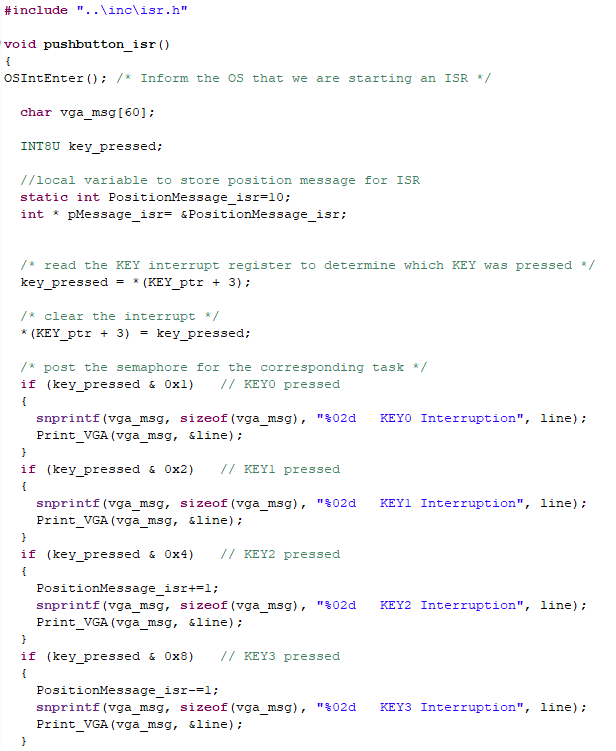 #include "..\inc\isr.h"
void pushbutton_isr()
{
OSIntEnter(); /* Inform the OS that we are starting an ISR */
char vga_msg[60];
INT8U key_pressed;
//local variable to store position message for ISR
static int PositionMessage_isr=10;
int * pMessage_isr= &PositionMessage_isr;
/* read the KEY interrupt register to determine which KEY was pressed */
key_pressed = *(KEY_ptr + 3);
/* clear the interrupt */
*(KEY_ptr + 3) = key_pressed;
/* post the semaphore for the corresponding task */
if (key_pressed & 0x1)   // KEY0 pressed
{
snprintf(vga_msg, sizeof(vga_msg), "%02d   KEY0 Interruption", line);
Print_VGA(vga_msg, &line);
}
if (key_pressed & 0x2)   // KEY1 pressed
{
snprintf(vga_msg, sizeof(vga_msg), "%02d   KEY1 Interruption", line);
Print_VGA(vga_msg, &line);
}
if (key_pressed & 0x4)   // KEY2 pressed
{
PositionMessage_isr+=1;
snprintf(vga_msg, sizeof(vga_msg), "%02d   KEY2 Interruption", line);
Print_VGA(vga_msg, &line);
}
if (key_pressed & 0x8)   // KEY3 pressed
{
PositionMessage_isr-=1;
snprintf(vga_msg, sizeof(vga_msg), "%02d   KEY3 Interruption", line);
Print_VGA(vga_msg, &line);
}